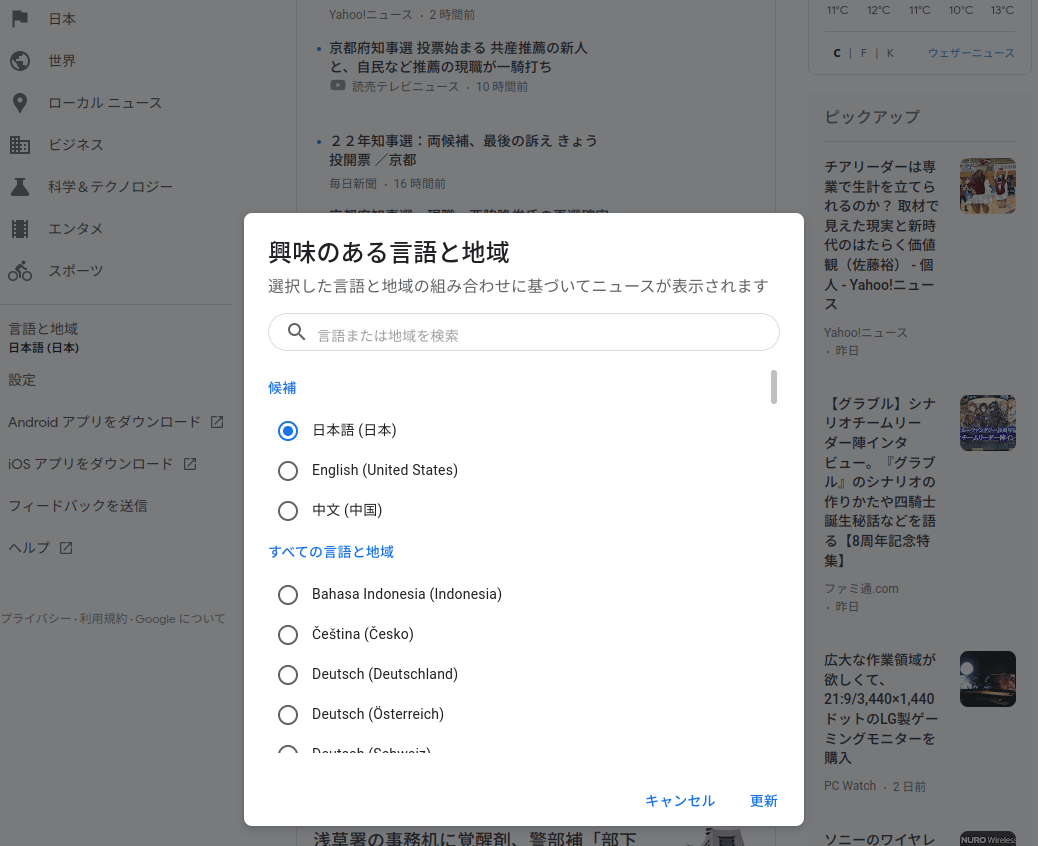 日本
世界
ローカル ニュース
ビジネス
科学＆テクノロジー
エンタメ
スポーツ
言語と地域
日本語 (日本)
設定
Android アプリをダウンロード
iOS アプリをダウンロード
フィードバックを送信
ヘルプ
プライバシー · 利用規約 · Google について
Yahoo!ニュース · 2 時間前
京都府知事選 投票始まる 共産推薦の新人
と、自民など推薦の現職が一騎打ち
読売テレビニュース · 10 時間前
２２年知事選：両候補、最後の訴え きょう
投開票 ／京都
毎日新聞 · 16 時間前
興味のある言語と地域
選択した言語と地域の組み合わせに基づいてニュースが表示されます
言語または地域を検索
候補
日本語 (日本)
English (United States)
中文 (中国)
すべての言語と地域
Bahasa Indonesia (Indonesia)
Čeština (Česko)
Deutsch (Deutschland)
Deutsch (Österreich)
Deutsch (Schweiz)
キャンセル 更新
浅草署の事務机に覚醒剤、警部補「部下
11°C 12°C 11°C 10°C 13°C
C | F | K ウェザーニュース
ピックアップ
チアリーダーは専
業で生計を立てら
れるのか？ 取材で
見えた現実と新時
代のはたらく価値
観（佐藤裕） - 個
人 - Yahoo!ニュー
ス
Yahoo!ニュース
· 昨日
【グラブル】シナ
リオチームリー
ダー陣インタ
ビュー。『グラブ
ル』のシナリオの
作りかたや四騎士
誕生秘話などを語
る【8周年記念特
集】
ファミ通.com
· 昨日
広大な作業領域が
欲しくて、
21:9/3,440×1,440
ドットのLG製ゲー
ミングモニターを
購入
PC Watch · 2 日前
ソニーのワイヤレ
NURO Wireless